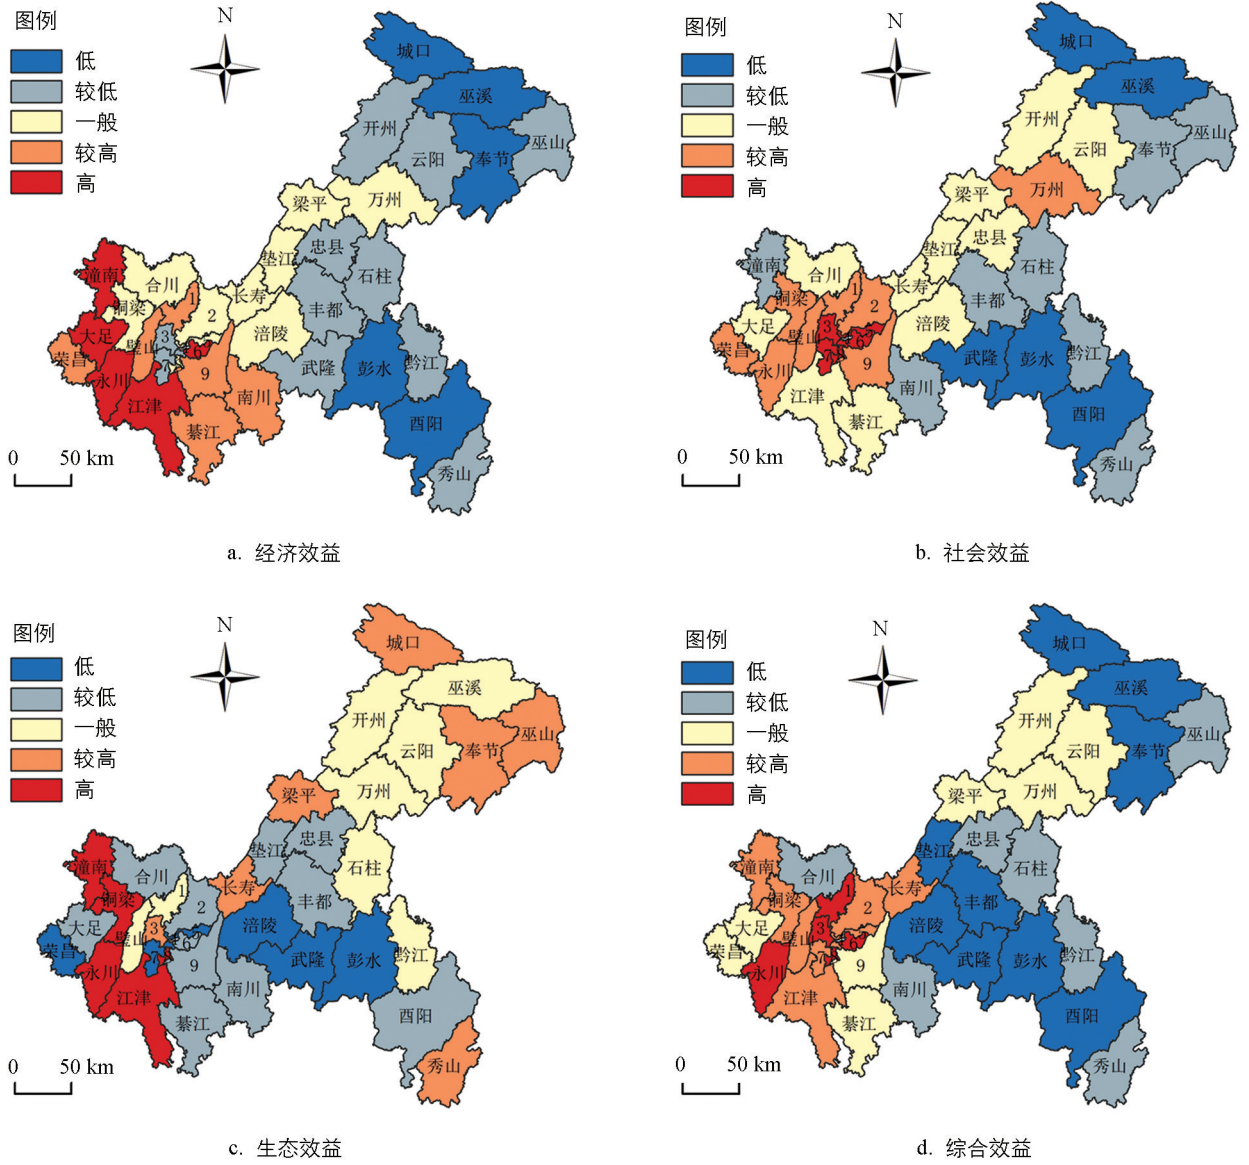 图例
N
低
较低
一般
较高
高
城口
巫溪
开州
云阳
奉节
巫山
梁平
万州
忠县
垫江
石柱
潼南
合川
长寿
铜梁
1
2
丰都
大足
3
涪陵
荣昌
璧山
6
7
9
武隆
彭水
黔江
永川
江津
南川
綦江
酉阳
秀山
0 50 km
a. 经济效益
图例
N
低
较低
一般
较高
高
城口
巫溪
开州
云阳
奉节
巫山
梁平
万州
忠县
垫江
石柱
潼南
合川
长寿
铜梁
1
2
丰都
大足
3
涪陵
荣昌
璧山
6
7
9
武隆
彭水
黔江
永川
江津
南川
綦江
酉阳
秀山
0 50 km
b. 社会效益
图例
N
低
较低
一般
较高
高
城口
巫溪
开州
云阳
奉节
巫山
梁平
万州
忠县
垫江
石柱
潼南
合川
长寿
铜梁
1
2
丰都
大足
3
涪陵
荣昌
璧山
6
7
9
武隆
彭水
黔江
永川
江津
南川
綦江
酉阳
秀山
0 50 km
c. 生态效益
图例
N
低
较低
一般
较高
高
城口
巫溪
开州
云阳
奉节
巫山
梁平
万州
忠县
垫江
石柱
潼南
合川
长寿
铜梁
1
2
丰都
大足
3
涪陵
荣昌
璧山
6
7
9
武隆
彭水
黔江
永川
江津
南川
綦江
酉阳
秀山
0 50 km
d. 综合效益